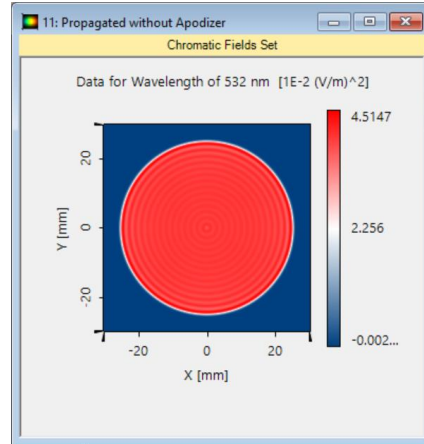 11: Propagated without Apodizer
Chromatic Fields Set
Data for Wavelength of 532 nm [1E-2 (V/m)^2]
4.5147
2.256
-0.002...
20
0
-20
Y [mm]
-20 0 20
X [mm]